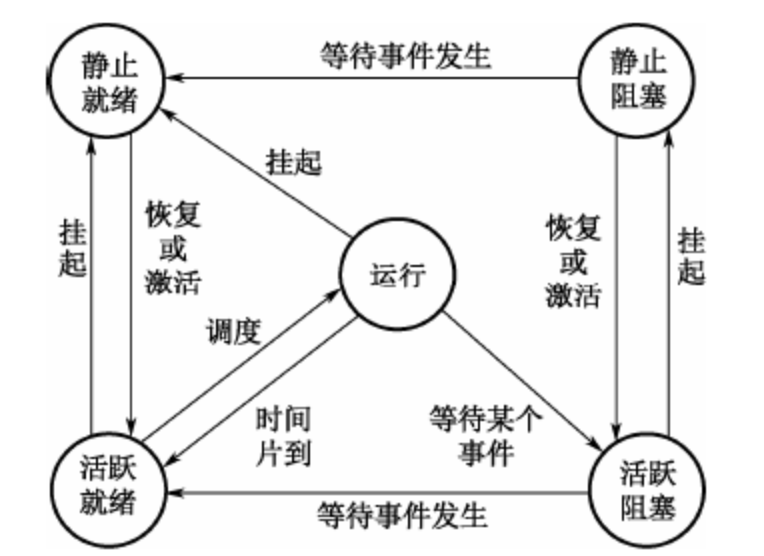 静止
就绪
等待事件发生
静止
阻塞
挂起
挂
起
恢复
或
激活
运行
恢复
或
激活
挂
起
调度
时间
片到
等待某个
事件
活跃
就绪
等待事件发生
活跃
阻塞